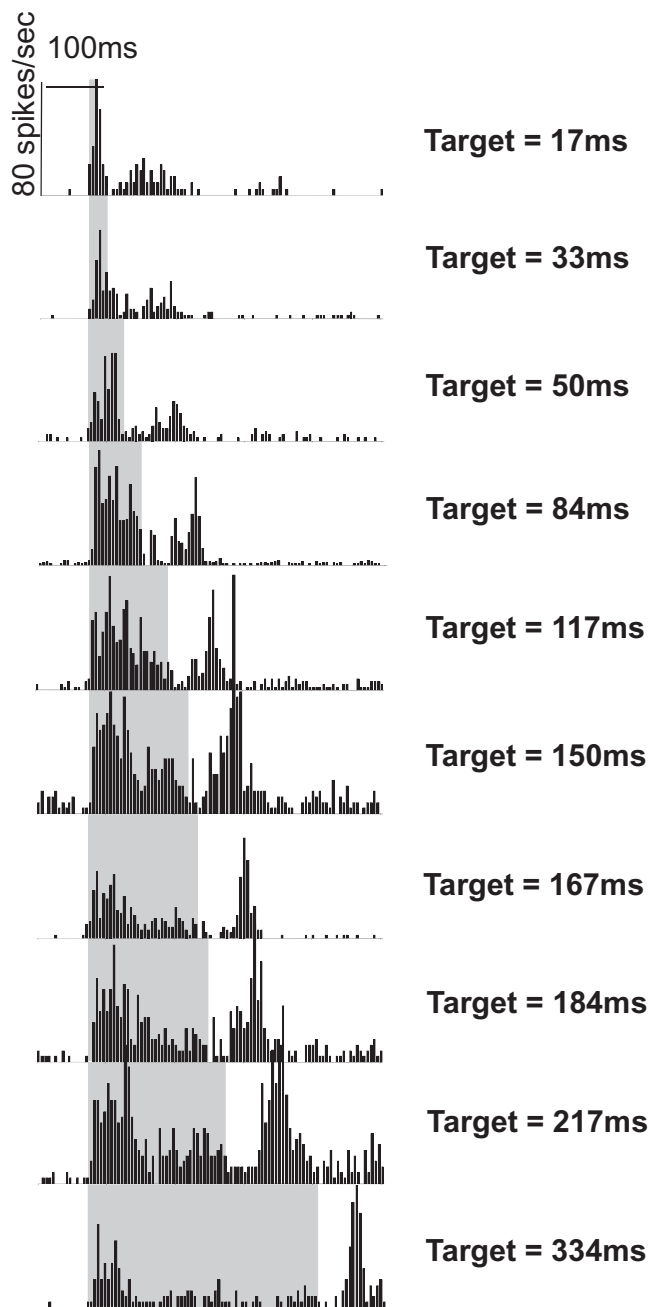 100ms
80 spikes/sec
Target = 17ms
Target = 33ms
Target = 50ms
Target = 84ms
Target = 117ms
Target = 150ms
Target = 167ms
Target = 184ms
Target = 217ms
Target = 334ms